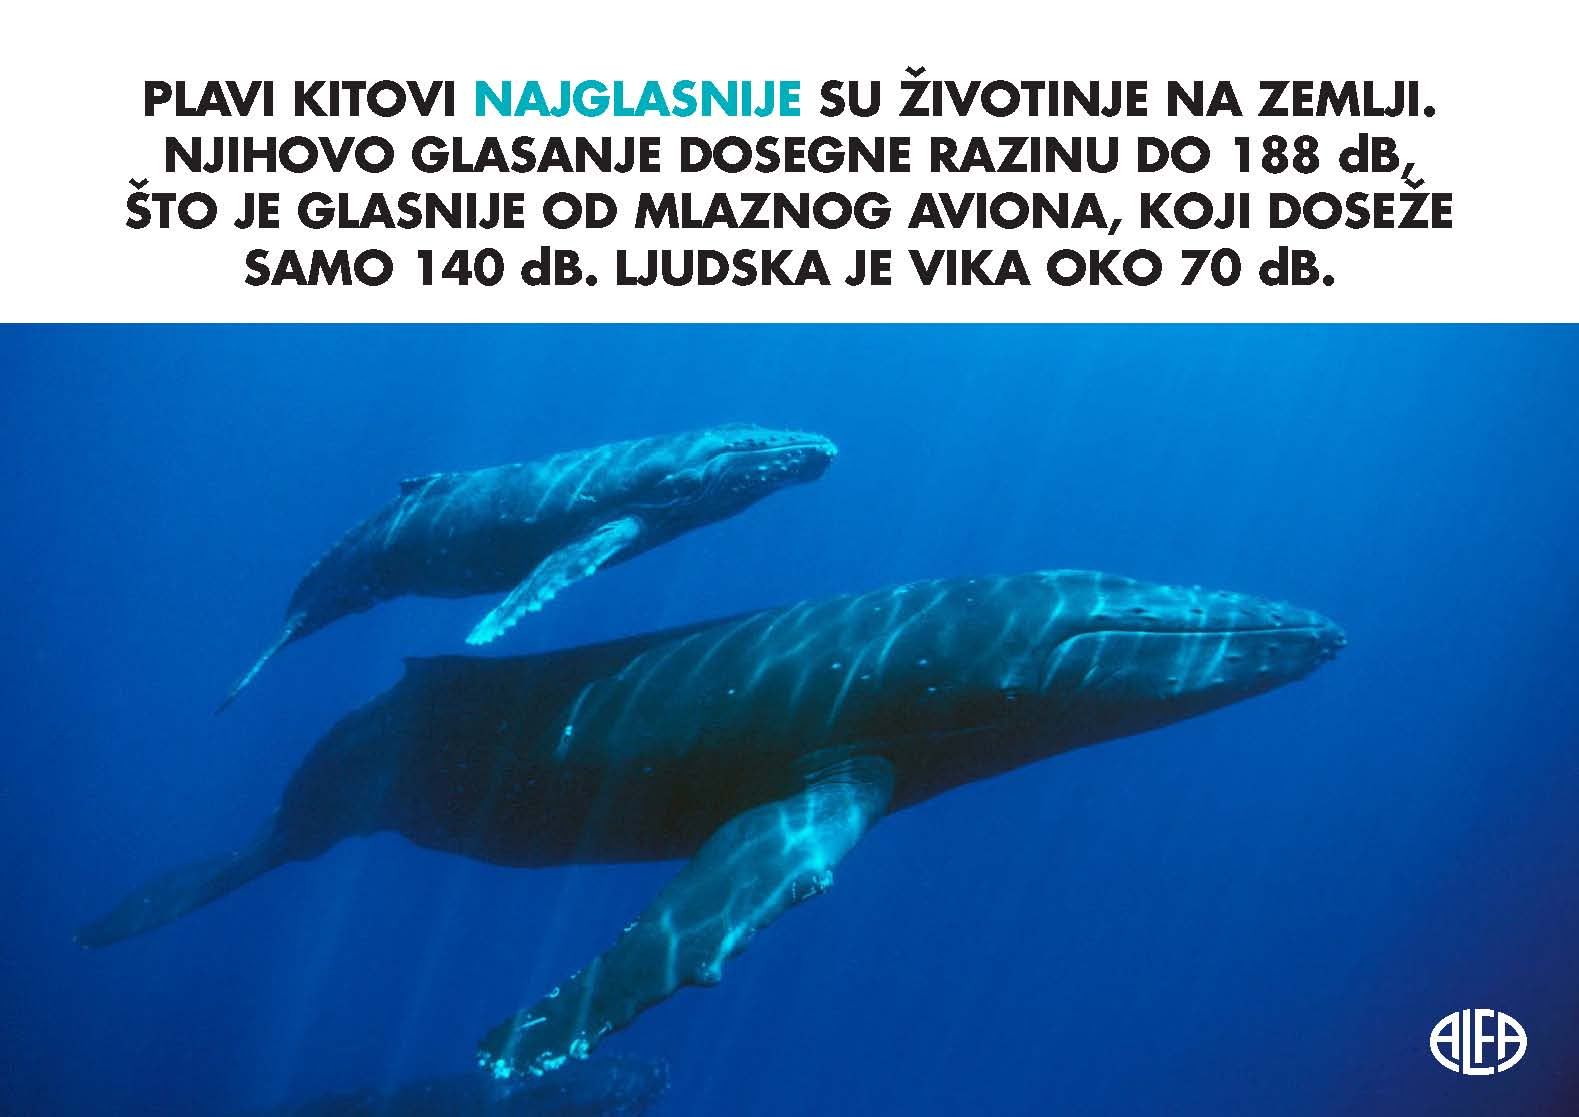 PLAVI KITOVI NAJGLASNIJE SU ŽIVOTINJE NA ZEMLJI.
NJIHOVO GLASANJE DOSEGNE RAZINU DO 188 dB,
ŠTO JE GLASNIJE OD MLAZNOG AVIONA, KOJI DOSEŽE
SAMO 140 dB. LJUDSKA JE VIKA OKO 70 dB.
ALFA